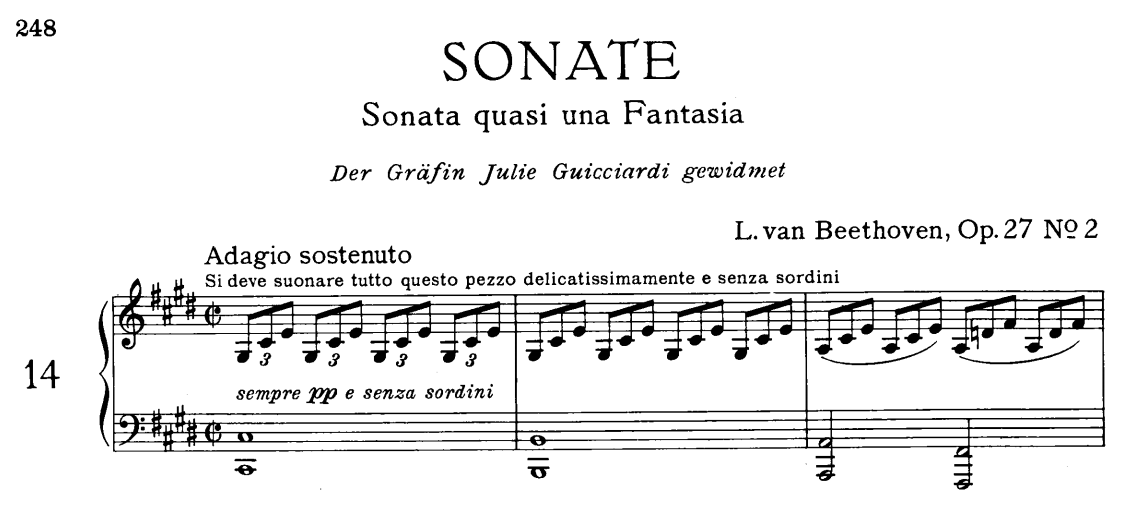 248
SONATE
Sonata quasi una Fantasia
Der Gräfin Julie Guicciardi gewidmet
L. van Beethoven, Op. 27 Nº 2
Adagio sostenuto
Si deve suonare tutto questo pezzo delicatissimamente e senza sordini
3 3 3 3
14
sempre pp e senza sordini